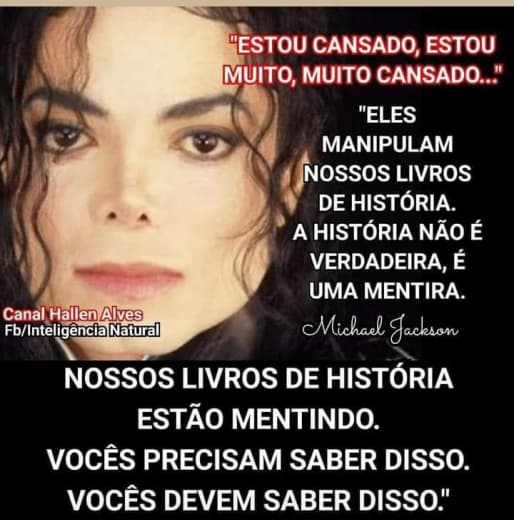 "ESTOU CANSADO, ESTOU
MUITO, MUITO CANSADO..."
"ELES
MANIPULAM
NOSSOS LIVROS
DE HISTÓRIA.
A HISTÓRIA NÃO É
VERDADEIRA, É
UMA MENTIRA.
Michael Jackson
Canal Hallen Alves
Fb/Inteligência Natural
NOSSOS LIVROS DE HISTÓRIA
ESTÃO MENTINDO.
VOCÊS PRECISAM SABER DISSO.
VOCÊS DEVEM SABER DISSO."